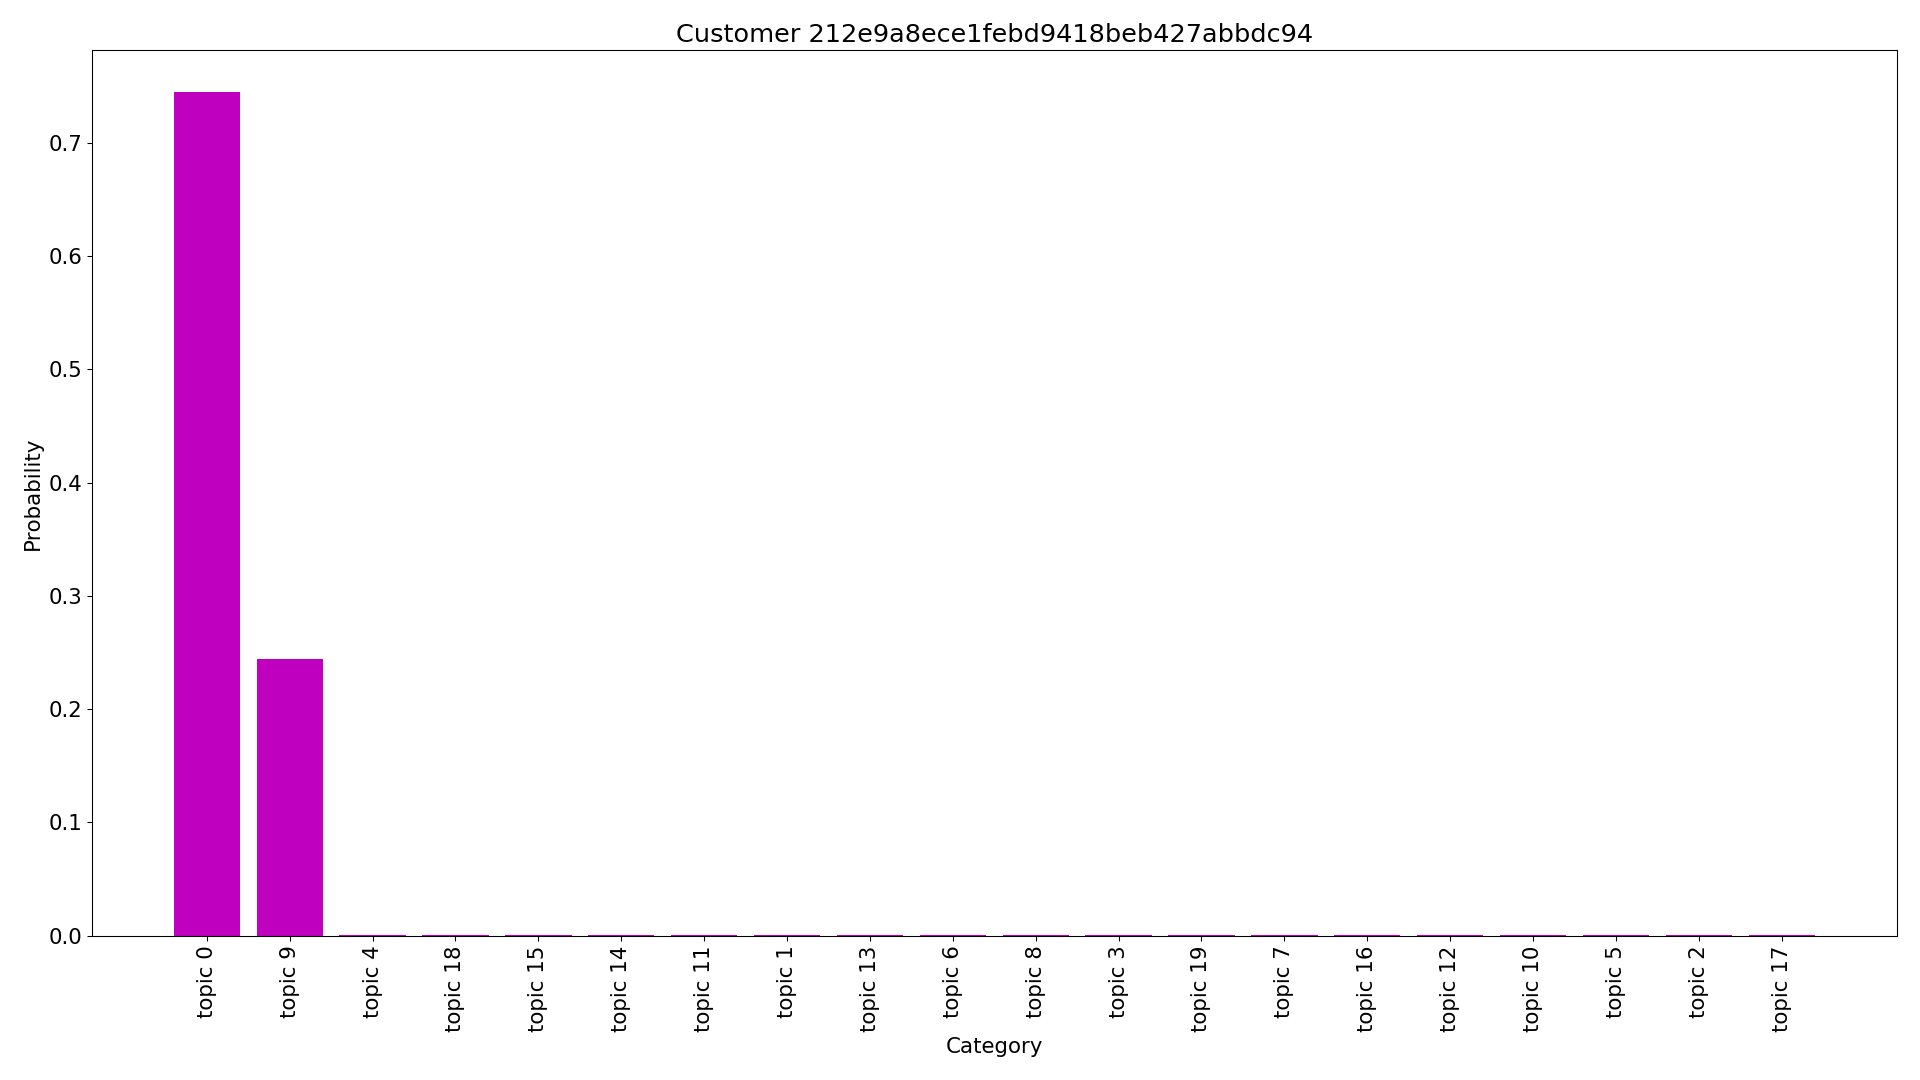 Customer 212e9a8ece1febd9418beb427abbdc94
Probability
0.7
0.6
0.5
0.4
0.3
0.2
0.1
0.0
topic 0
topic 9
topic 4
topic 18
topic 15
topic 14
topic 11
topic 1
topic 13
topic 6
topic 8
topic 3
topic 19
topic 7
topic 16
topic 12
topic 10
topic 5
topic 2
topic 17
Category